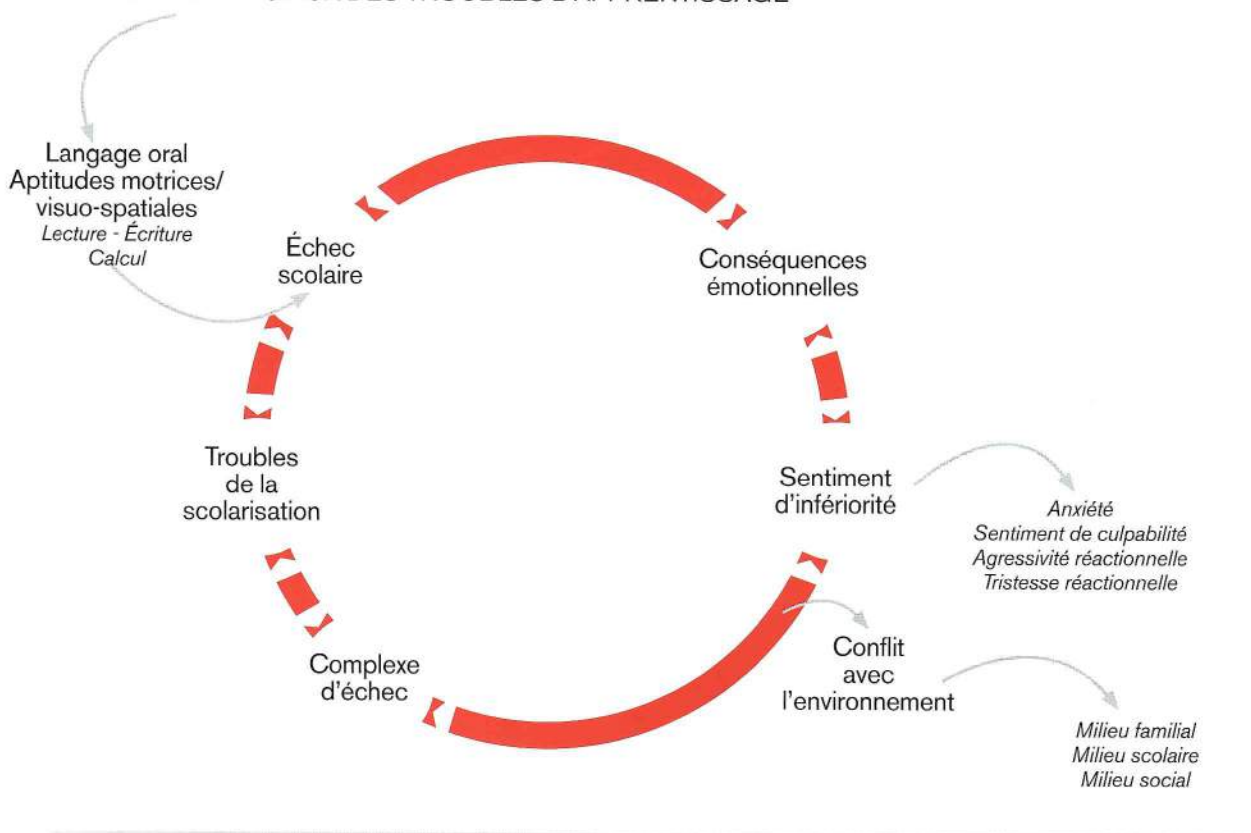 TROUBLES D'APPRENTISSAGE
Langage oral
Aptitudes motrices/
visuo-spatiales
Lecture - Écriture
Calcul
Échec
scolaire
Conséquences
émotionnelles
Troubles
de la
scolarisation
Sentiment
d'infériorité
Anxiété
Sentiment de culpabilité
Agressivité réactionnelle
Tristesse réactionnelle
Complexe
d'échec
Conflit
avec
l'environnement
Milieu familial
Milieu scolaire
Milieu social